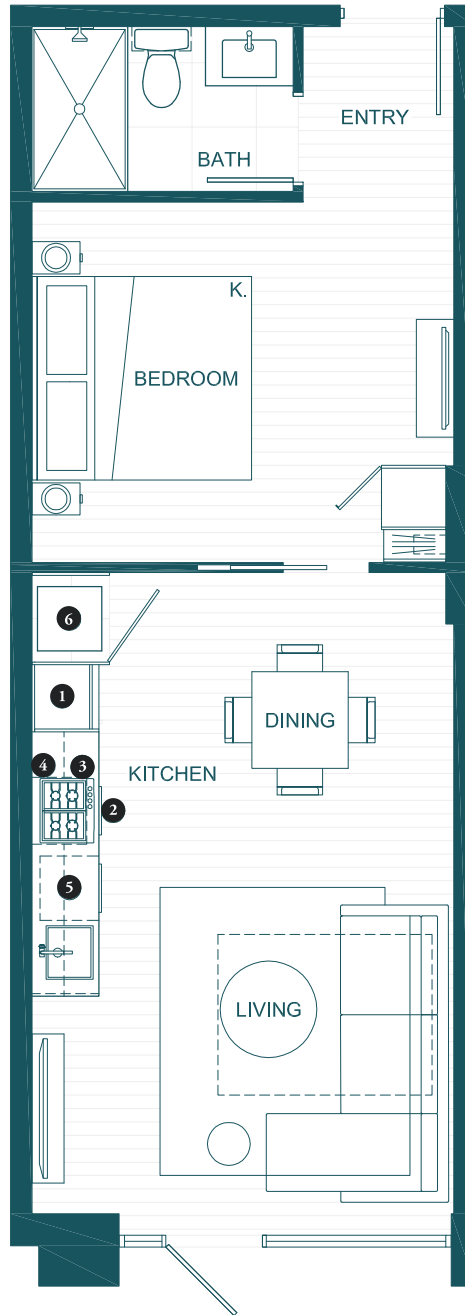 ENTRY
BATH
K.
BEDROOM
6
1
DINING
4
3
KITCHEN
2
5
LIVING